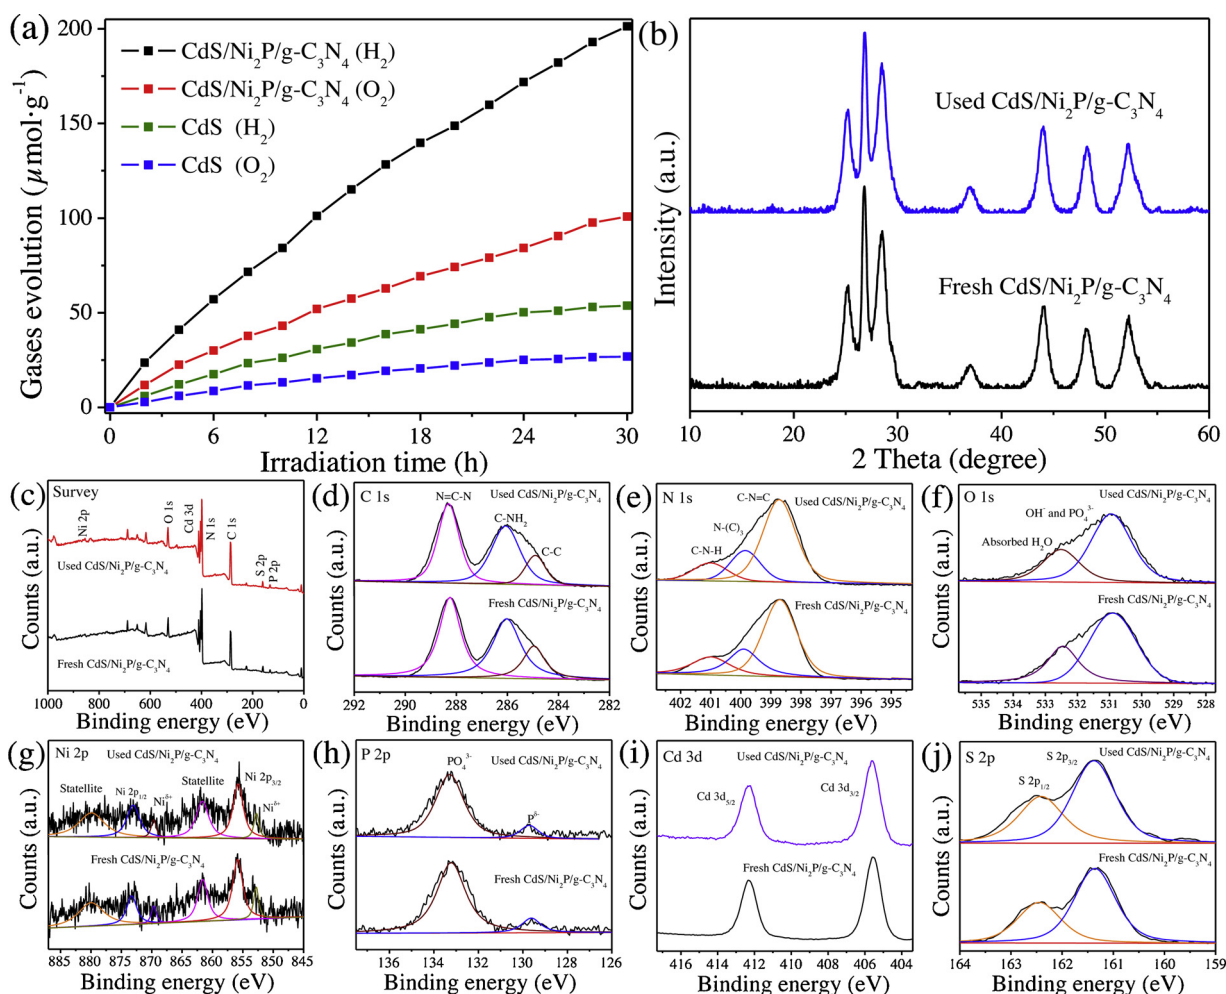 (a)
200
150
100
50
0
Gases evolution (μmol·g⁻¹)
CdS/Ni₂P/g-C₃N₄ (H₂)
CdS/Ni₂P/g-C₃N₄ (O₂)
CdS (H₂)
CdS (O₂)
0 6 12 18 24 30
Irradiation time (h)
(b)
Intensity (a.u.)
Used CdS/Ni₂P/g-C₃N₄
Fresh CdS/Ni₂P/g-C₃N₄
10 20 30 40 50 60
2 Theta (degree)
(c)
Survey
Counts (a.u.)
Ni 2p
O 1s
Cd 3d
N 1s
C 1s
S 2p
P 2p
Used CdS/Ni₂P/g-C₃N₄
Fresh CdS/Ni₂P/g-C₃N₄
1000 800 600 400 200 0
Binding energy (eV)
(d)
C 1s
Counts (a.u.)
N=C-N
Used CdS/Ni₂P/g-C₃N₄
C-NH₂
C-C
Fresh CdS/Ni₂P/g-C₃N₄
292 290 288 286 284 282
Binding energy (eV)
(e)
N 1s
Counts (a.u.)
C-N=C
Used CdS/Ni₂P/g-C₃N₄
N-(C)₃
C-N-H
Fresh CdS/Ni₂P/g-C₃N₄
402 401 400 399 398 397 396 395
Binding energy (eV)
(f)
O 1s
Counts (a.u.)
Used CdS/Ni₂P/g-C₃N₄
OH⁻ and PO₄³⁻
Absorbed H₂O
Fresh CdS/Ni₂P/g-C₃N₄
535 534 533 532 531 530 529 528
Binding energy (eV)
(g)
Ni 2p
Counts (a.u.)
Used CdS/Ni₂P/g-C₃N₄
Statellite
Ni 2p₁/₂
Ni^δ+
Statellite
Ni 2p₃/₂
Ni^δ+
Fresh CdS/Ni₂P/g-C₃N₄
885 880 875 870 865 860 855 850 845
Binding energy (eV)
(h)
P 2p
Counts (a.u.)
PO₄³⁻
Used CdS/Ni₂P/g-C₃N₄
P^δ-
Fresh CdS/Ni₂P/g-C₃N₄
136 134 132 130 128 126
Binding energy (eV)
(i)
Cd 3d
Counts (a.u.)
Used CdS/Ni₂P/g-C₃N₄
Cd 3d₅/₂
Cd 3d₃/₂
Fresh CdS/Ni₂P/g-C₃N₄
416 414 412 410 408 406 404
Binding energy (eV)
(j)
S 2p
Counts (a.u.)
S 2p₃/₂
Used CdS/Ni₂P/g-C₃N₄
S 2p₁/₂
Fresh CdS/Ni₂P/g-C₃N₄
164 163 162 161 160 159
Binding energy (eV)